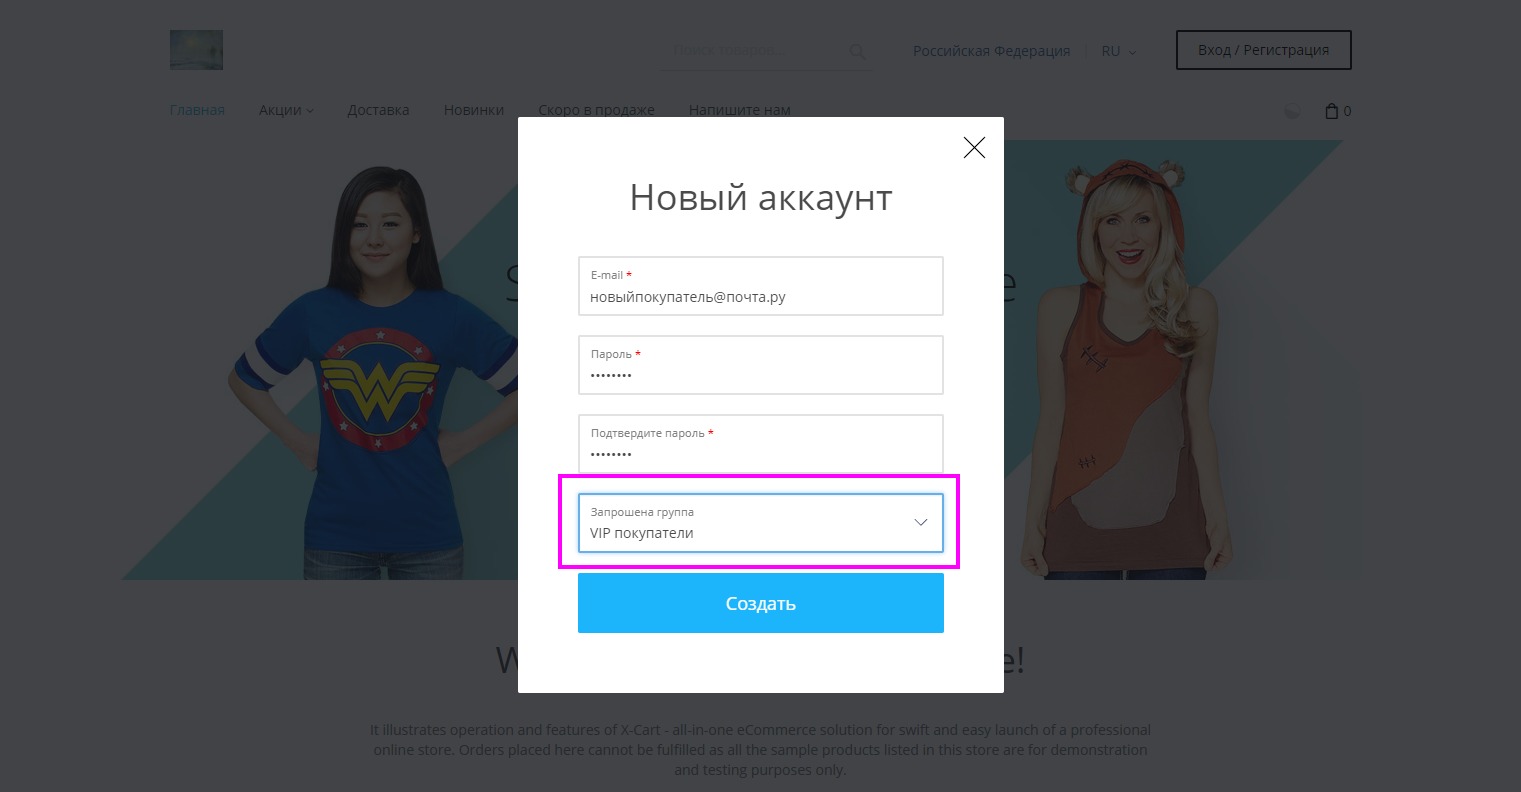 Поиск товаров...
Российская Федерация
RU
Вход / Регистрация
Главная
Акции
Доставка
Новинки
Скоро в продаже
Напишите нам
0
Новый аккаунт
E-mail *
новыйпокупатель@почта.ру
Пароль *
••••••••
Подтвердите пароль *
••••••••
Запрошена группа
VIP покупатели
Создать
It illustrates operation and features of X-Cart - all-in-one eCommerce solution for swift and easy launch of a professional
online store. Orders placed here cannot be fulfilled as all the sample products listed in this store are for demonstration
and testing purposes only.